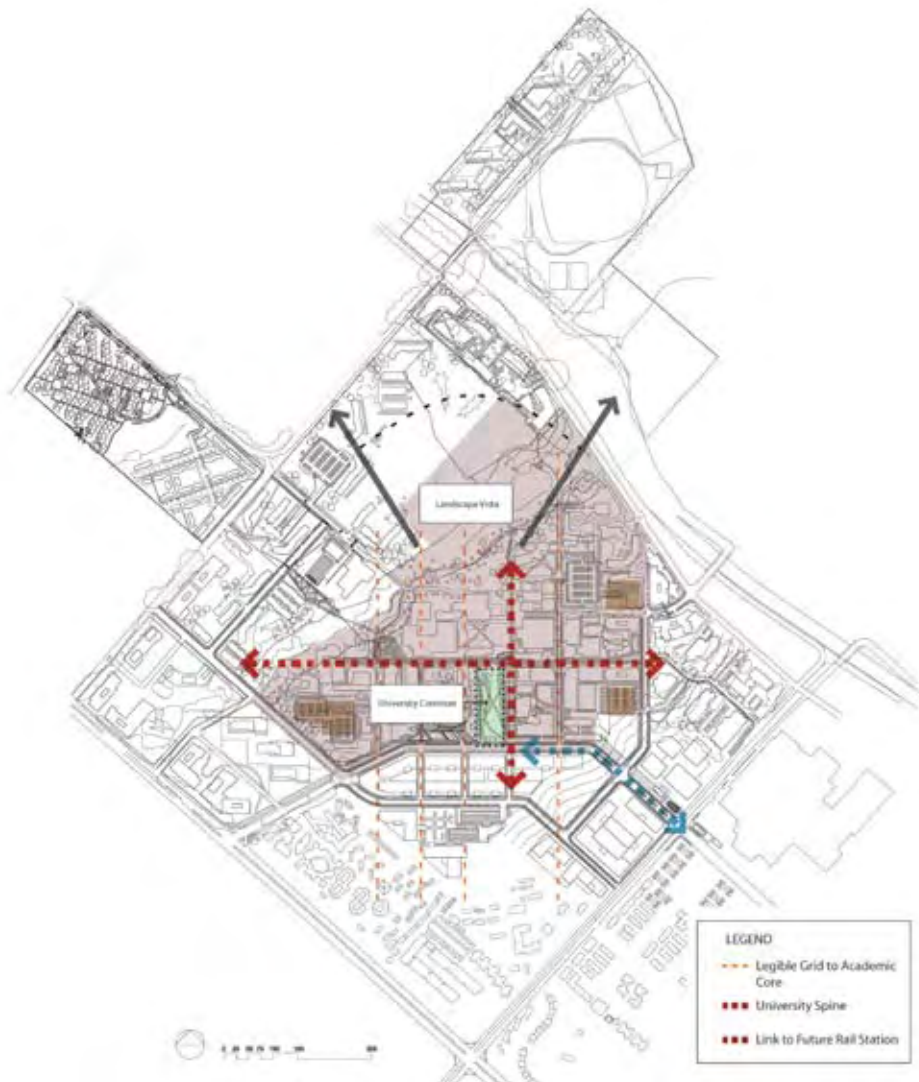 Landscape Vista
University Common
LEGEND
Legible Grid to Academic
Core
University Spine
Link to Future Rail Station